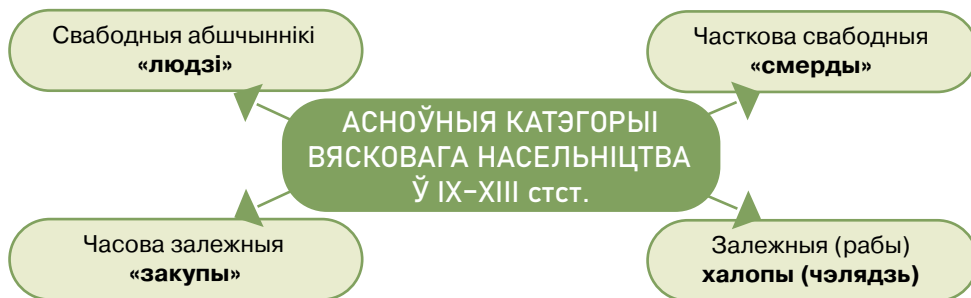 Свабодныя абшчыннікі
«людзі»
Часткова свабодныя
«смерды»
АСНОЎНЫЯ КАТЭГОРЫІ
ВЯСКОВАГА НАСЕЛЬНІЦТВА
Ў IX–XIII стст.
Часова залежныя
«закупы»
Залежныя (рабы)
халопы (чэлядзь)